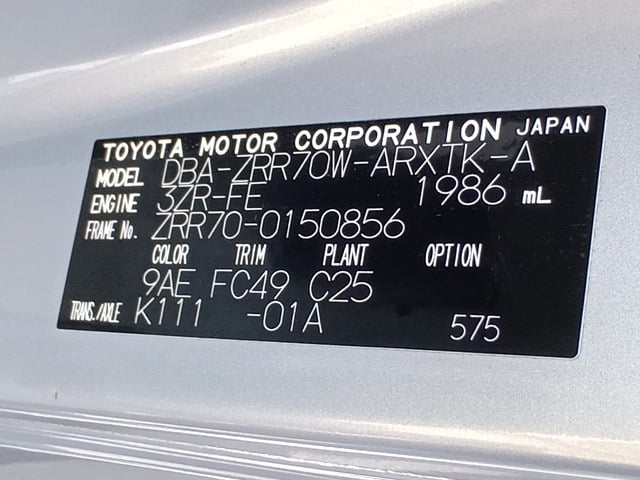 TOYOTA MOTOR CORPORATION JAPAN
MODEL DBA-ZRR70W-ARXTK-A
ENGINE 3ZR-FE 1986 mL
FRAME No. ZRR70-0150856
COLOR TRIM PLANT OPTION
9AE FC49 C25
TRANS./AXLE K111 -01A 575